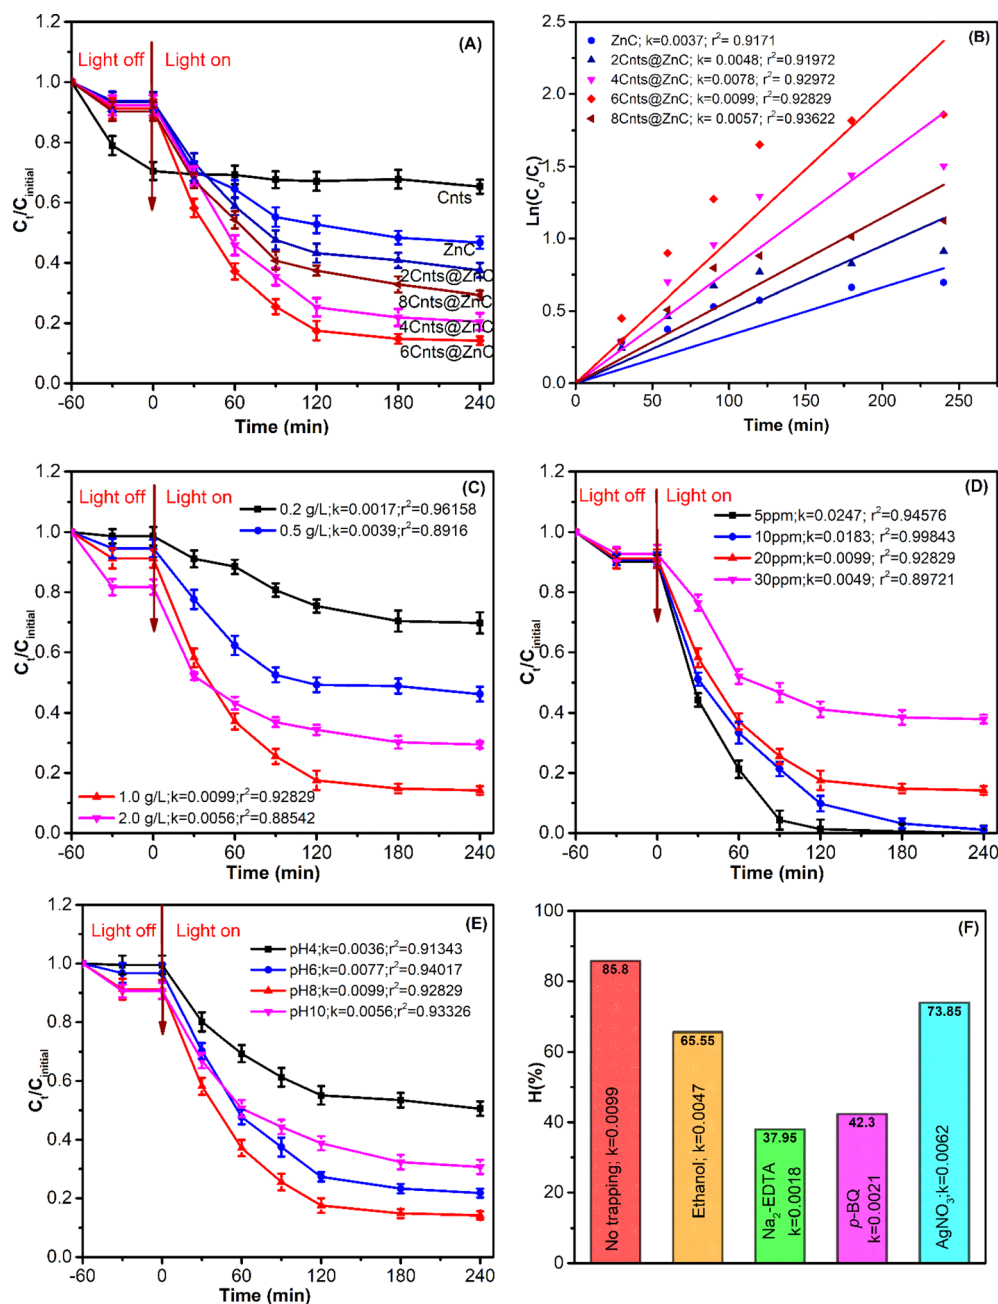 (A)
Light off
Light on
Cnts
ZnC
2Cnts@ZnC
8Cnts@ZnC
4Cnts@ZnC
6Cnts@ZnC
1.2
1.0
0.8
0.6
0.4
0.2
0.0
-60 0 60 120 180 240
Time (min)
Ct/Cinitial
(B)
ZnC; k=0.0037; r²= 0.9171
2Cnts@ZnC; k= 0.0048; r²=0.91972
4Cnts@ZnC; k=0.0078; r²=0.92972
6Cnts@ZnC; k=0.0099; r²=0.92829
8Cnts@ZnC; k= 0.0057; r²=0.93622
2.5
2.0
1.5
1.0
0.5
0.0
0 50 100 150 200 250
Time (min)
Ln(Co/Ct)
(C)
Light off
Light on
0.2 g/L;k=0.0017;r²=0.96158
0.5 g/L;k=0.0039;r²=0.8916
1.0 g/L;k=0.0099;r²=0.92829
2.0 g/L;k=0.0056;r²=0.88542
1.2
1.0
0.8
0.6
0.4
0.2
0.0
-60 0 60 120 180 240
Time (min)
Ct/Cinitial
(D)
Light off
Light on
5ppm;k=0.0247; r²=0.94576
10ppm;k=0.0183; r²=0.99843
20ppm;k=0.0099; r²=0.92829
30ppm;k=0.0049; r²=0.89721
1.2
1.0
0.8
0.6
0.4
0.2
0.0
-60 0 60 120 180 240
Time (min)
Ct/Cinitial
(E)
Light off
Light on
pH4;k=0.0036;r²=0.91343
pH6;k=0.0077;r²=0.94017
pH8;k=0.0099;r²=0.92829
pH10;k=0.0056;r²=0.93326
1.2
1.0
0.8
0.6
0.4
0.2
0.0
-60 0 60 120 180 240
Time (min)
Ct/Cinitial
(F)
100
80
60
40
20
0
H(%)
85.8
No trapping; k=0.0099
65.55
Ethanol; k=0.0047
37.95
Na₂-EDTA
k=0.0018
42.3
p-BQ
k=0.0021
73.85
AgNO₃;k=0.0062